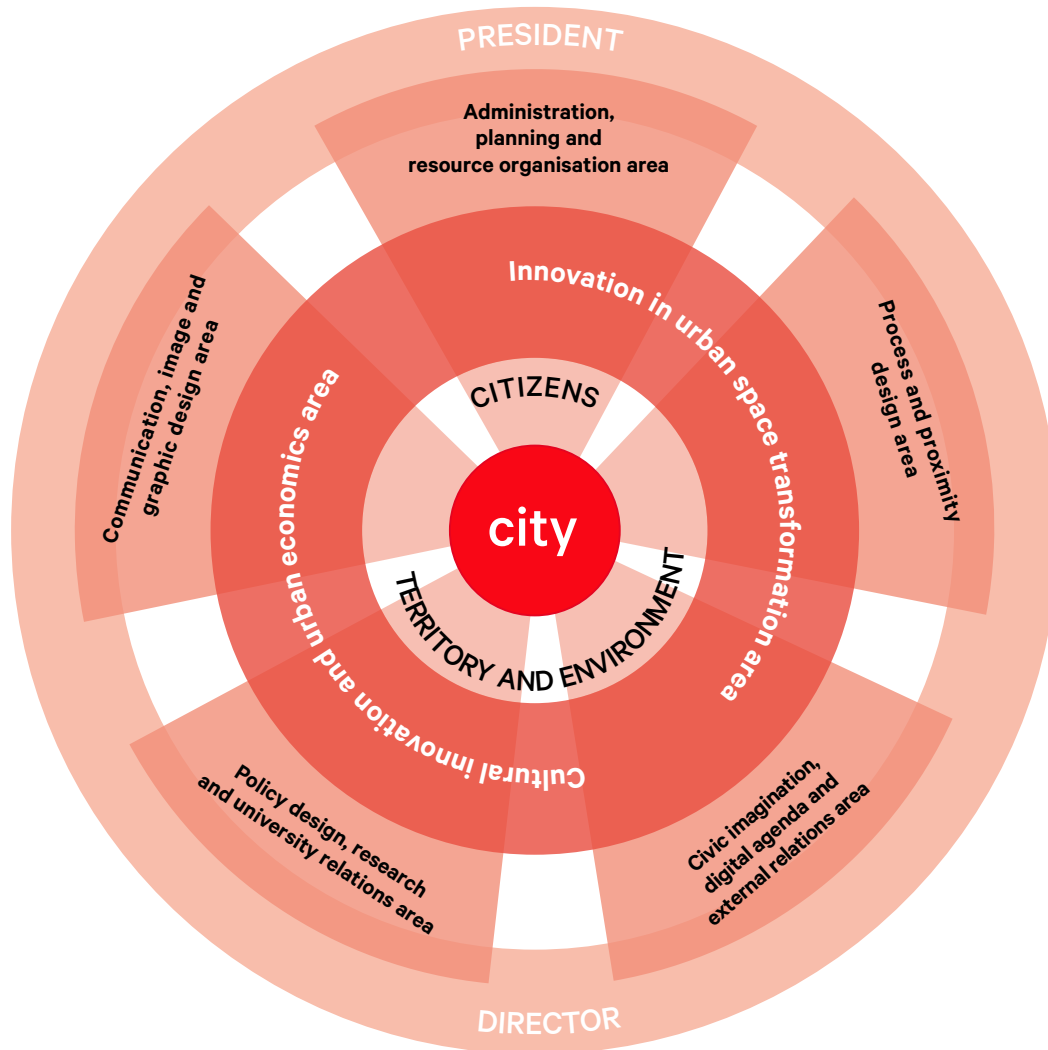 PRESIDENT
Administration,
planning and
resource organisation area
Communication, image and
graphic design area
Process and proximity
design area
Innovation in urban space transformation area
Cultural innovation and urban economics area
CITIZENS
city
TERRITORY AND ENVIRONMENT
Policy design, research
and university relations area
Civic imagination,
digital agenda and
external relations area
DIRECTOR